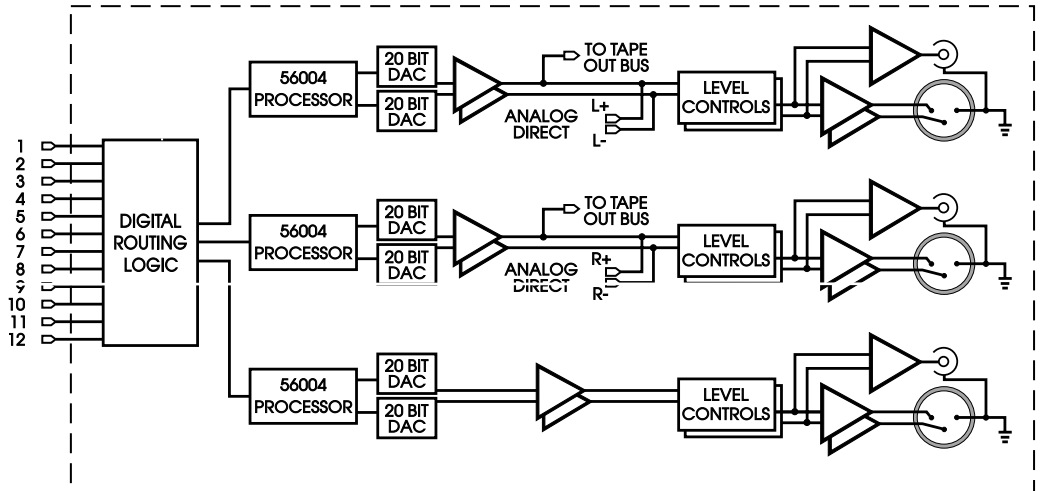 20 BIT
DAC
20 BIT
DAC
56004
PROCESSOR
TO TAPE
OUT BUS
ANALOG
DIRECT
L+
L-
LEVEL
CONTROLS
1
2
3
4
5
6
7
8
9
10
11
12
DIGITAL
ROUTING
LOGIC
56004
PROCESSOR
20 BIT
DAC
20 BIT
DAC
TO TAPE
OUT BUS
ANALOG
DIRECT
R+
R-
LEVEL
CONTROLS
56004
PROCESSOR
20 BIT
DAC
20 BIT
DAC
LEVEL
CONTROLS